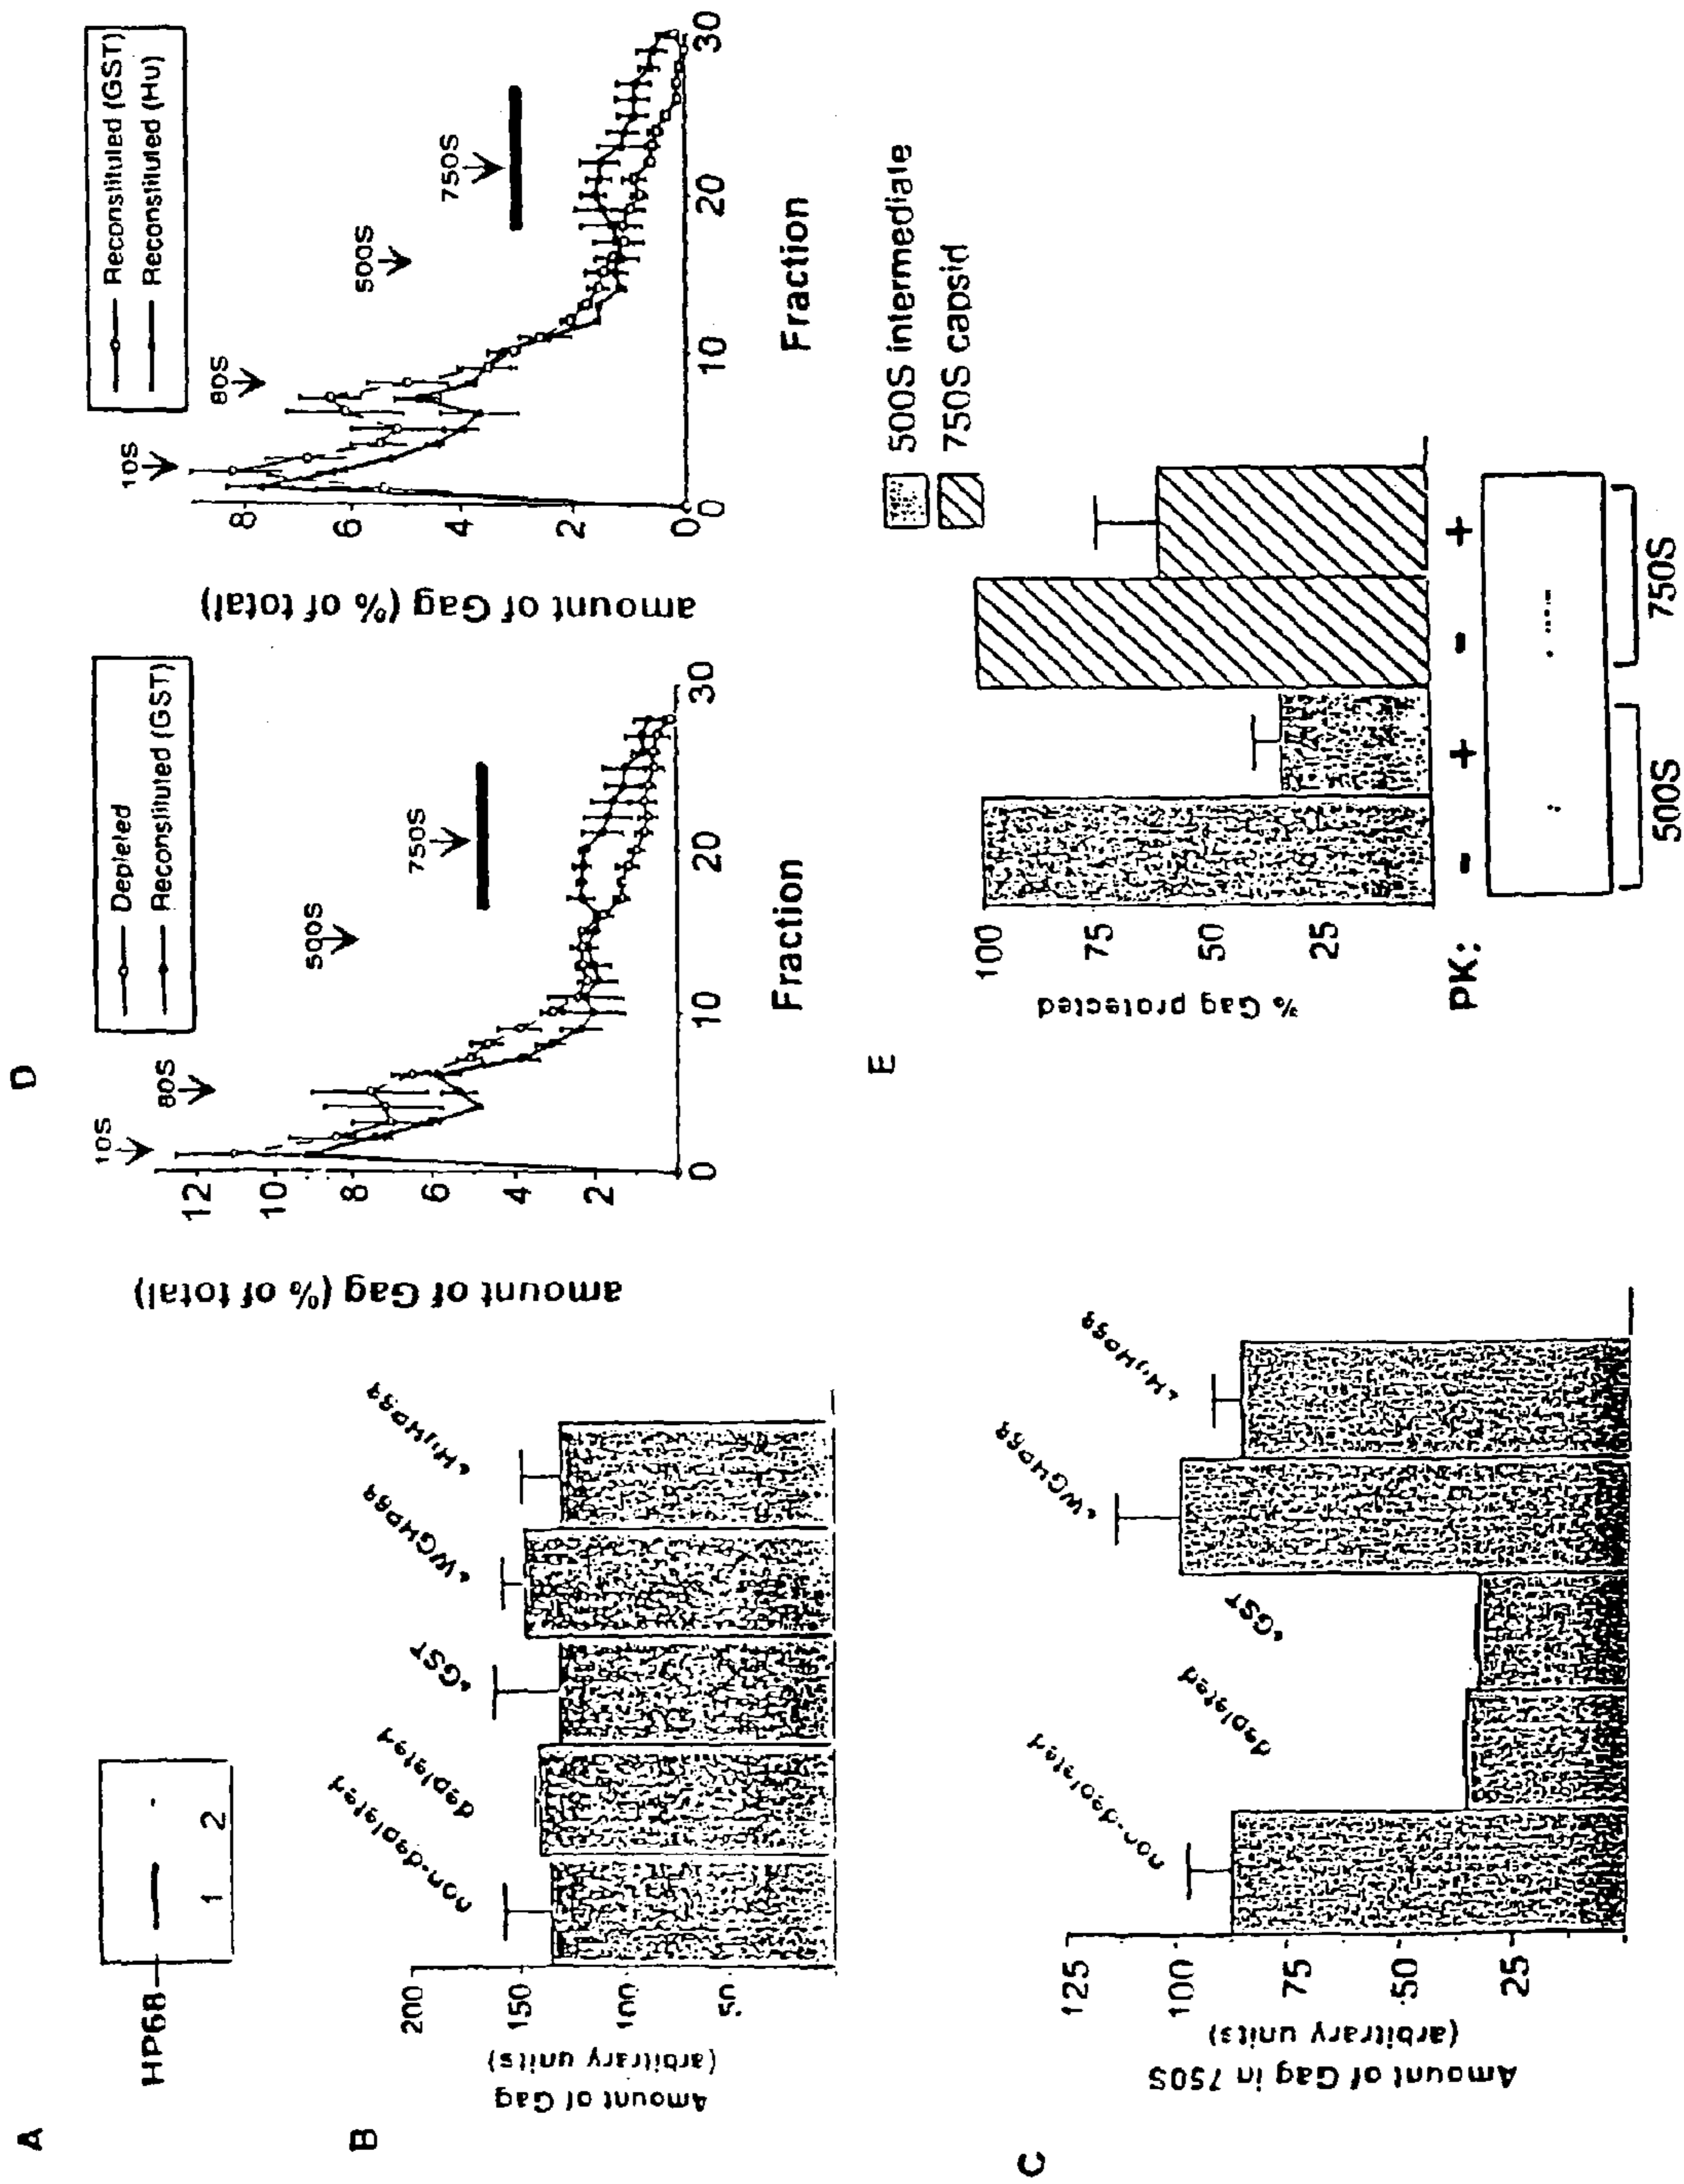 A
HP68
1 2
B
Amount of Gag
(arbitrary units)
200
150
100
50
non-depleted
depleted
+GST
+WGHP68
+HuHP68
C
Amount of Gag in 750S
(arbitrary units)
125
100
75
50
25
non-depleted
depleted
+GST
+WGHP68
+HuHP68
D
amount of Gag (% of total)
12
10
8
6
4
2
0 10 20 30
Fraction
10S
80S
500S
750S
Depleted
Reconstituted (GST)
amount of Gag (% of total)
8
6
4
2
0
0 10 20 30
Fraction
10S
80S
500S
750S
Reconstituted (GST)
Reconstituted (Hu)
E
% Gag protected
100
75
50
25
500S intermediate
750S capsid
PK: - + - +
500S 750S